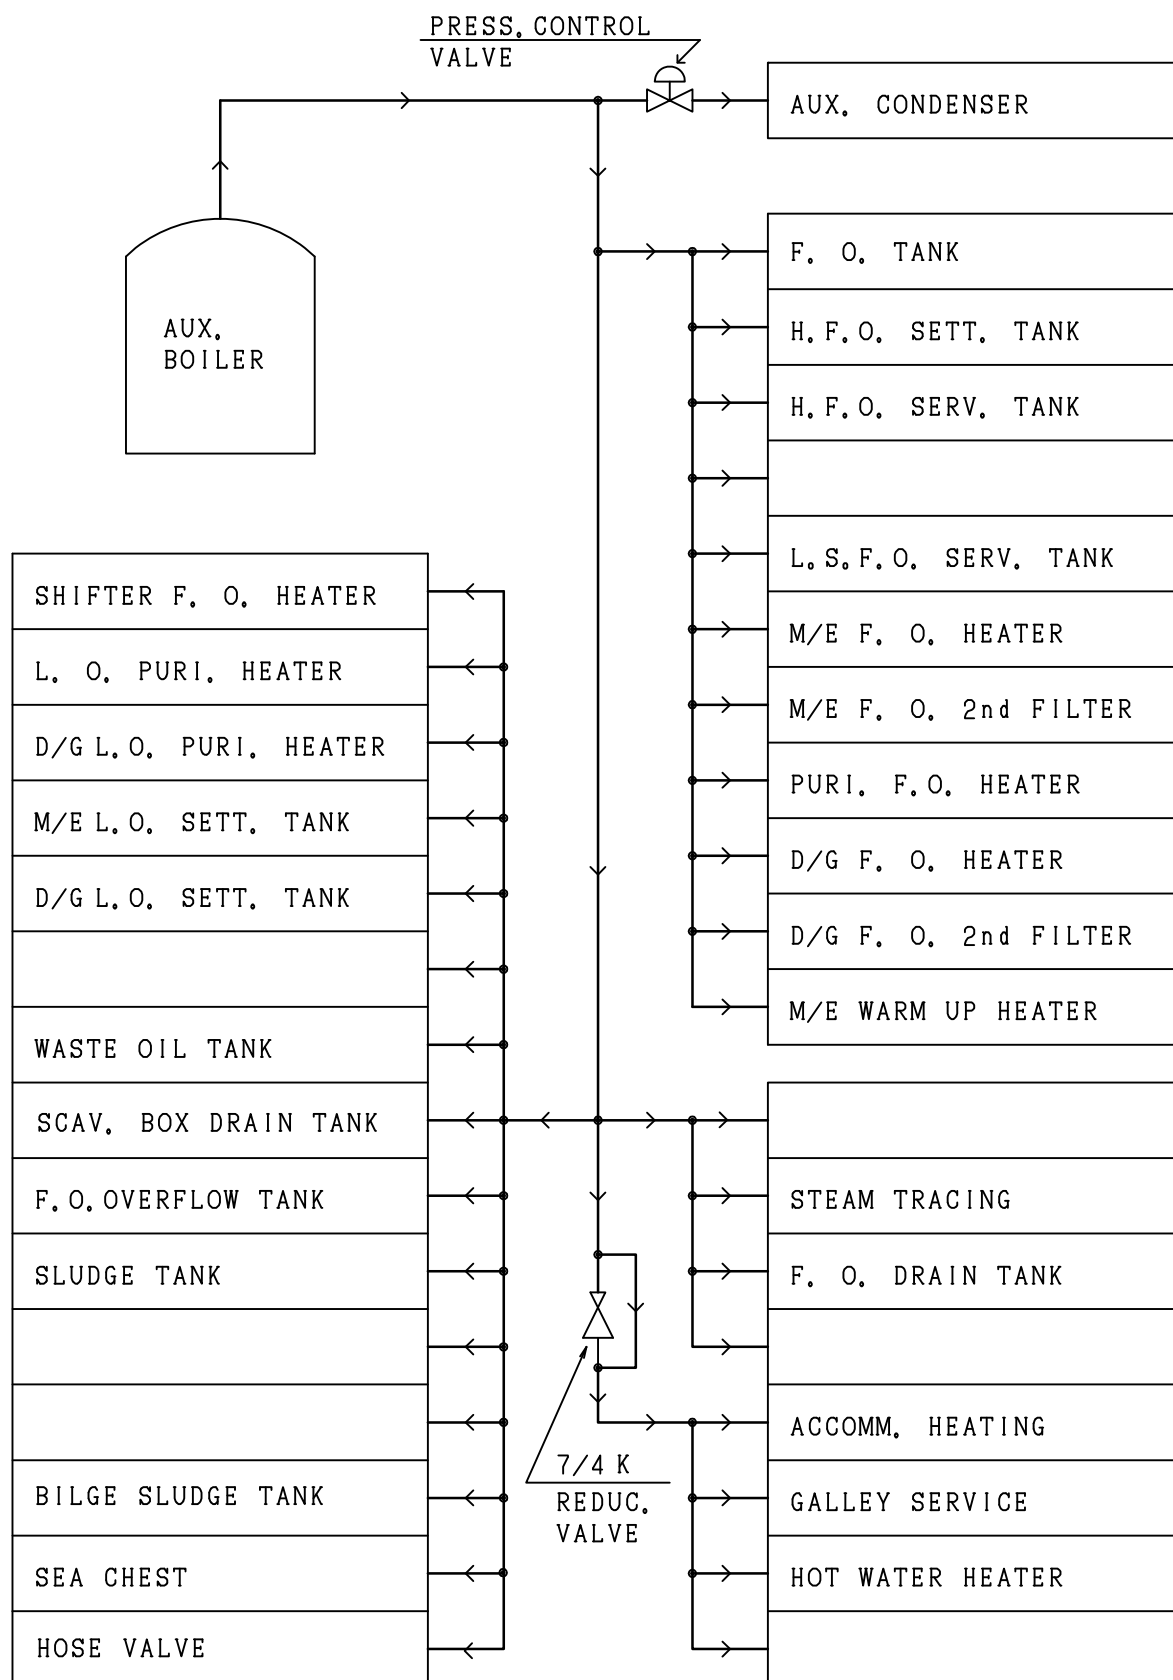 PRESS. CONTROL
VALVE
AUX. CONDENSER
AUX.
BOILER
F. O. TANK
H.F.O. SETT. TANK
H.F.O. SERV. TANK
L.S.F.O. SERV. TANK
M/E F. O. HEATER
M/E F. O. 2nd FILTER
PURI. F.O. HEATER
D/G F. O. HEATER
D/G F. O. 2nd FILTER
M/E WARM UP HEATER
SHIFTER F. O. HEATER
L. O. PURI. HEATER
D/G L.O. PURI. HEATER
M/E L.O. SETT. TANK
D/G L.O. SETT. TANK
WASTE OIL TANK
SCAV. BOX DRAIN TANK
F.O.OVERFLOW TANK
SLUDGE TANK
BILGE SLUDGE TANK
SEA CHEST
HOSE VALVE
7/4 K
REDUC.
VALVE
STEAM TRACING
F. O. DRAIN TANK
ACCOMM. HEATING
GALLEY SERVICE
HOT WATER HEATER